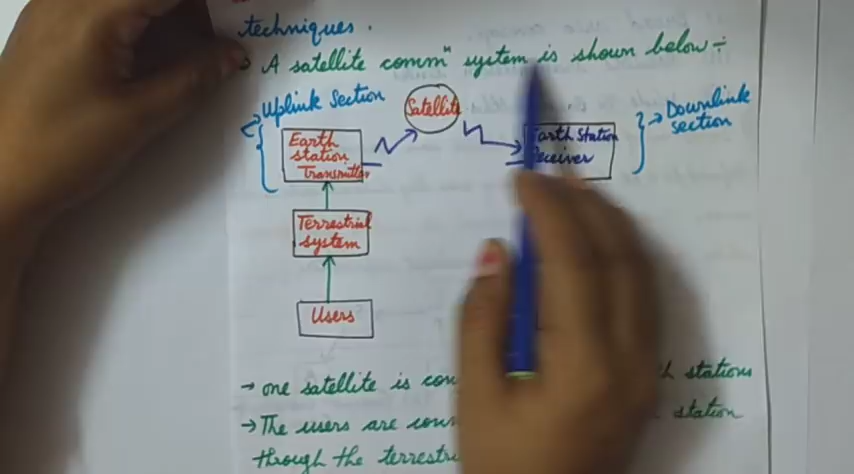 techniques.
→ A satellite comm" system is shown below ÷
Uplink Section
Satellite
Downlink
section
Earth
station
Transmitter
Earth Station
Receiver
Terrestrial
system
Users
→ one satellite is stations
→ The users are station
through the